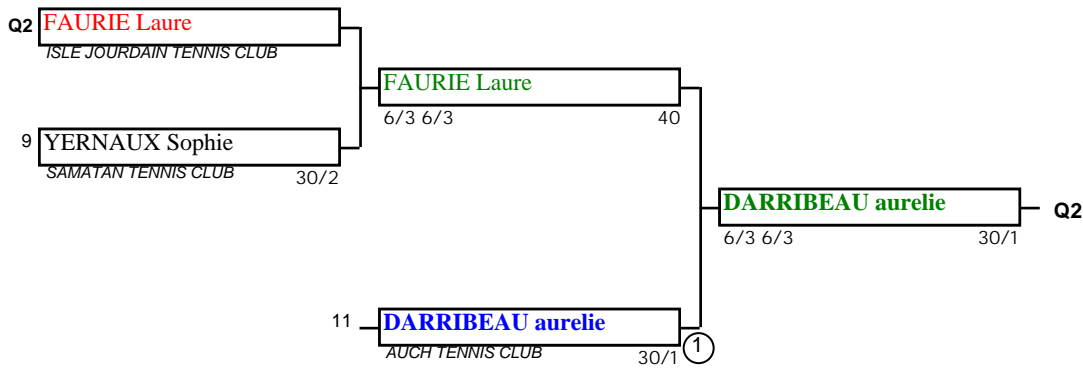 Q2 FAURIE Laure
ISLE JOURDAIN TENNIS CLUB
FAURIE Laure
6/3 6/3 40
9 YERNAUX Sophie
SAMATAN TENNIS CLUB 30/2
DARRIBEAU aurelie Q2
6/3 6/3 30/1
11 DARRIBEAU aurelie
AUCH TENNIS CLUB 30/1 1